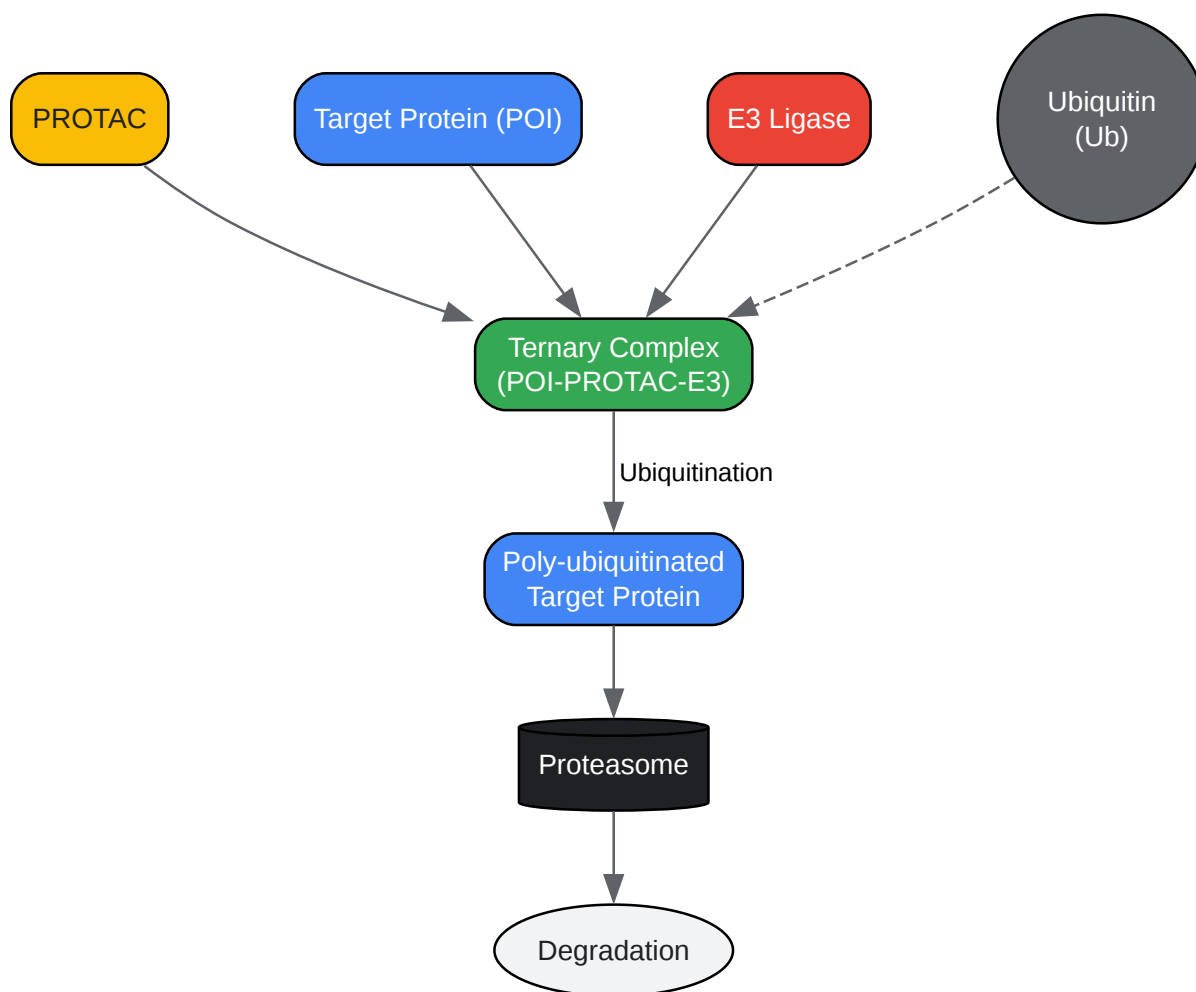 PROTAC
Target Protein (POI)
E3 Ligase
Ubiquitin
(Ub)
Ternary Complex
(POI-PROTAC-E3)
Ubiquitination
Poly-ubiquitinated
Target Protein
Proteasome
Degradation